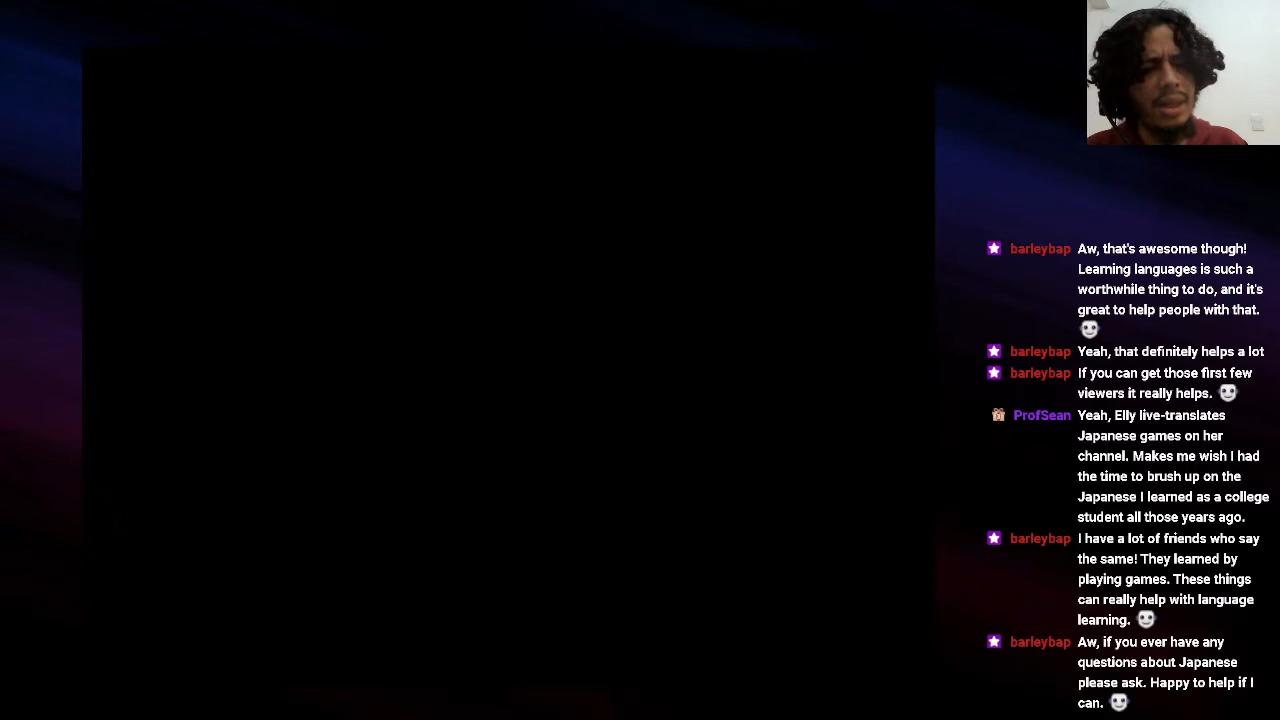 barleybap Aw, that's awesome though!
Learning languages is such a
worthwhile thing to do, and it's
great to help people with that.
barleybap Yeah, that definitely helps a lot
barleybap If you can get those first few
viewers it really helps.
ProfSean Yeah, Elly live-translates
Japanese games on her
channel. Makes me wish I had
the time to brush up on the
Japanese I learned as a college
student all those years ago.
barleybap I have a lot of friends who say
the same! They learned by
playing games. These things
can really help with language
learning.
barleybap Aw, if you ever have any
questions about Japanese
please ask. Happy to help if I
can.